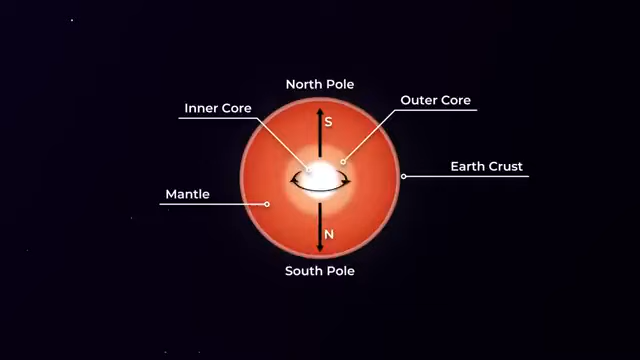 North Pole
Inner Core
Outer Core
S
Earth Crust
Mantle
N
South Pole